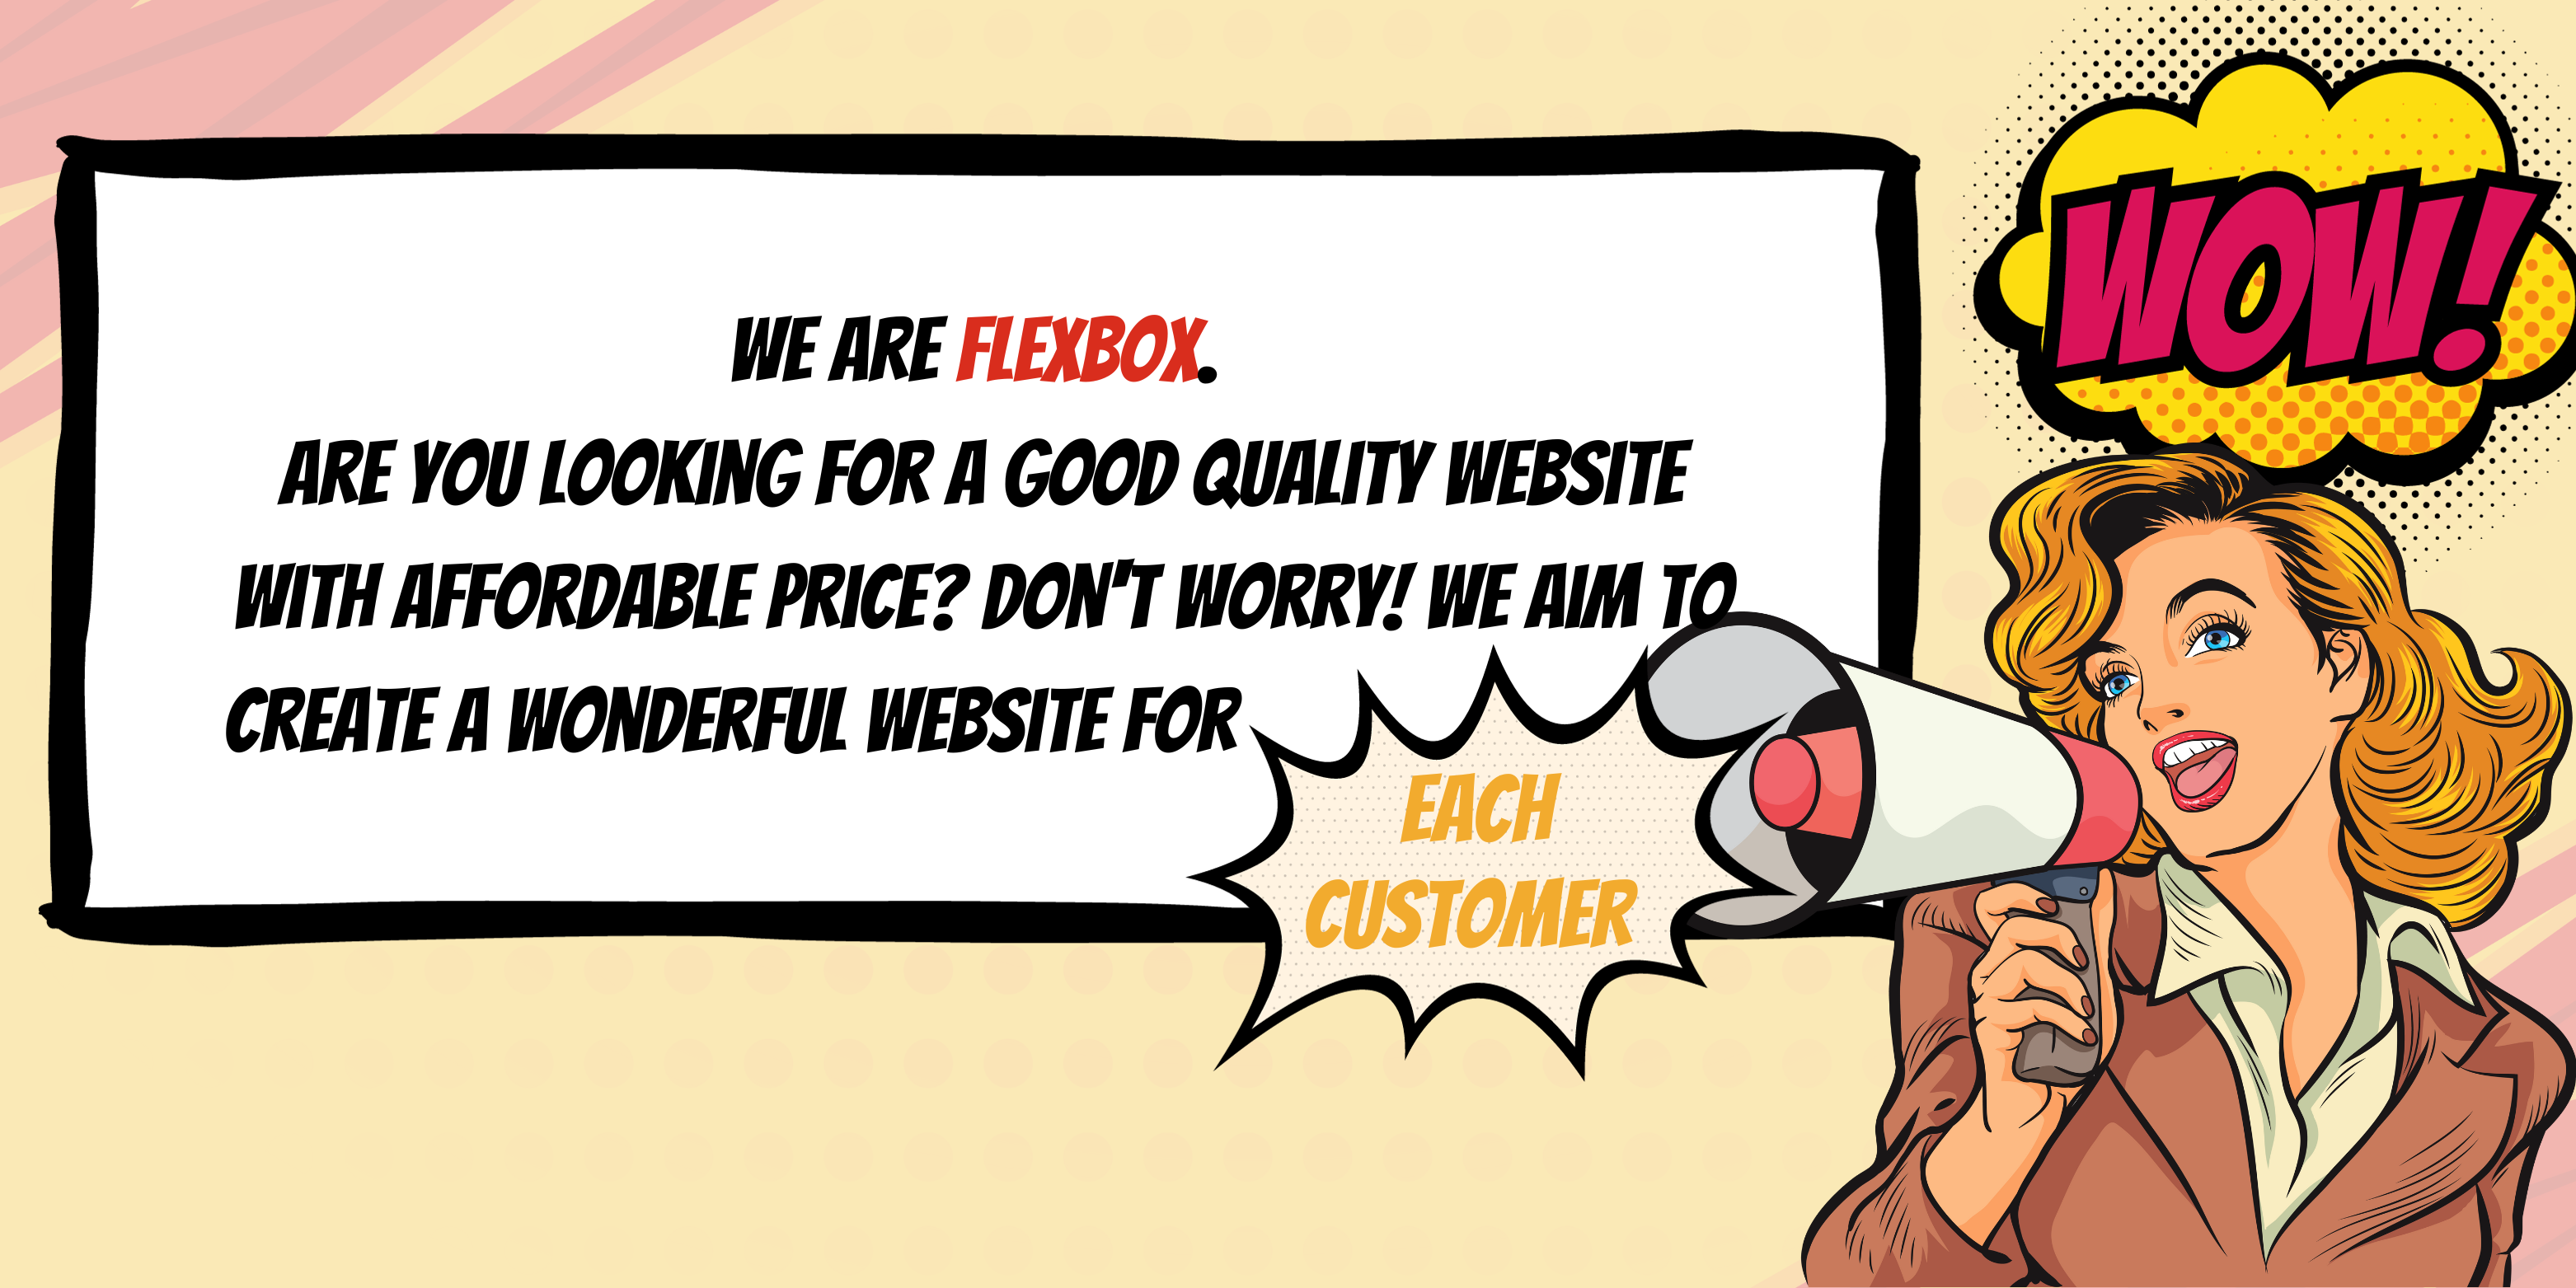 WE ARE FLEXBOX.
ARE YOU LOOKING FOR A GOOD QUALITY WEBSITE
WITH AFFORDABLE PRICE? DON'T WORRY! WE AIM TO
CREATE A WONDERFUL WEBSITE FOR
EACH
CUSTOMER
WOW!